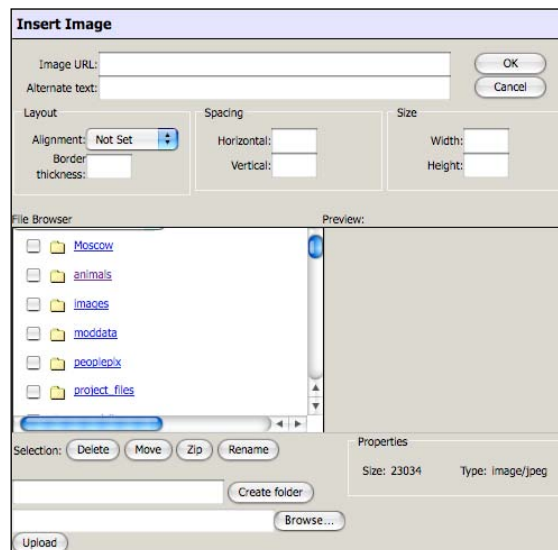 Insert Image
Image URL:
OK
Alternate text:
Cancel
Layout
Spacing
Size
Alignment: Not Set
Horizontal:
Width:
Border
thickness:
Vertical:
Height:
File Browser
Preview:
Moscow
animals
images
moddata
peoplepix
project_files
Selection: Delete Move Zip Rename
Properties
Size: 23034 Type: image/jpeg
Create folder
Browse...
Upload